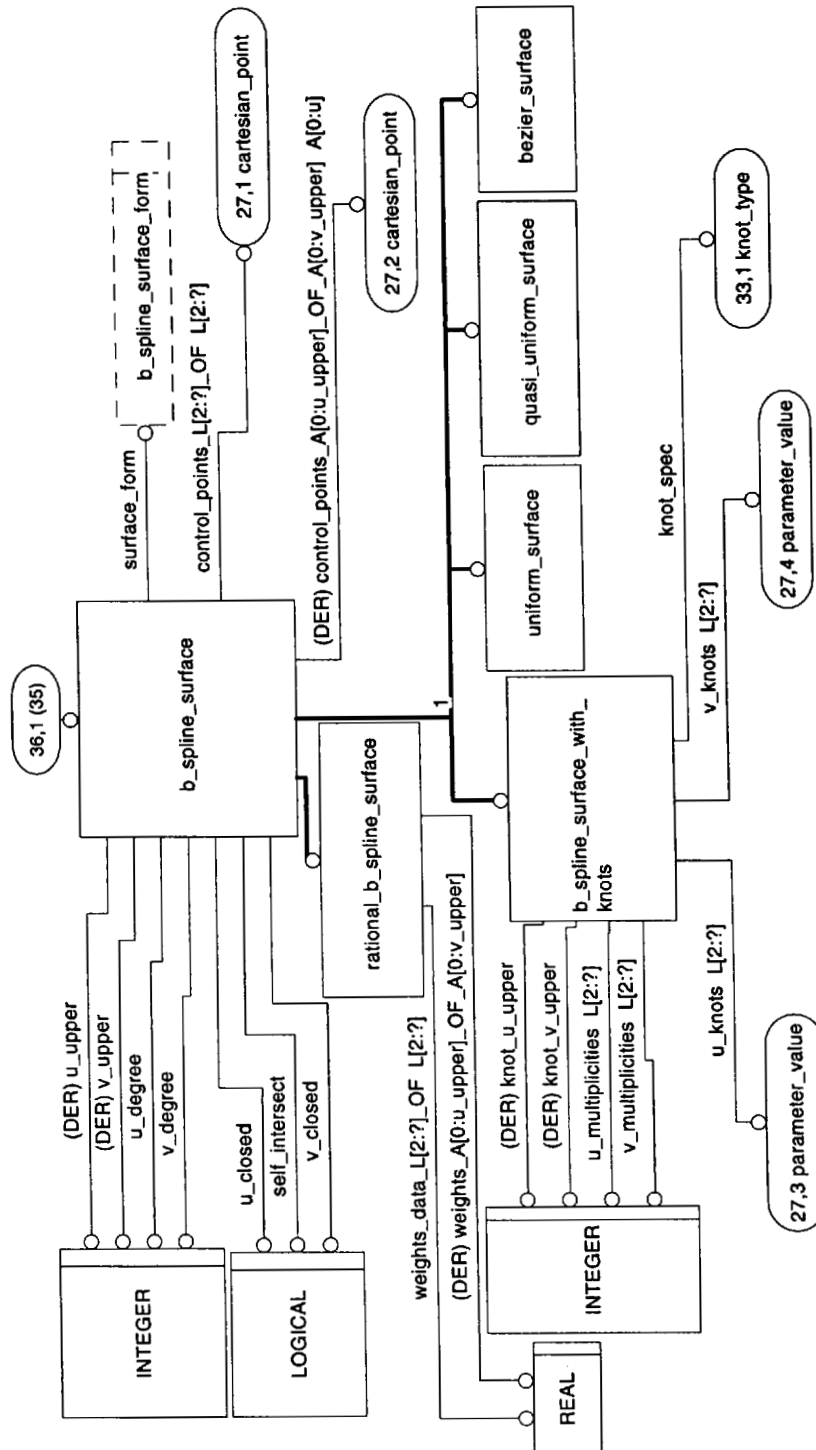 36,1 (35)
b_spline_surface
surface_form
b_spline_surface_form
control_points_L[2:?]_OF L[2:?]
27,1 cartesian_point
(DER) control_points_A[0:u_upper]_OF_A[0:v_upper] A[0:u]
27,2 cartesian_point
(DER) u_upper
(DER) v_upper
u_degree
v_degree
INTEGER
u_closed
self_intersect
v_closed
LOGICAL
rational_b_spline_surface
weights_data_L[2:?]_OF L[2:?]
(DER) weights_A[0:u_upper]_OF_A[0:v_upper]
REAL
1
b_spline_surface_with_
knots
uniform_surface
quasi_uniform_surface
bezier_surface
(DER) knot_u_upper
(DER) knot_v_upper
u_multiplicities L[2:?]
v_multiplicities L[2:?]
INTEGER
u_knots L[2:?]
27,3 parameter_value
v_knots L[2:?]
27,4 parameter_value
knot_spec
33,1 knot_type